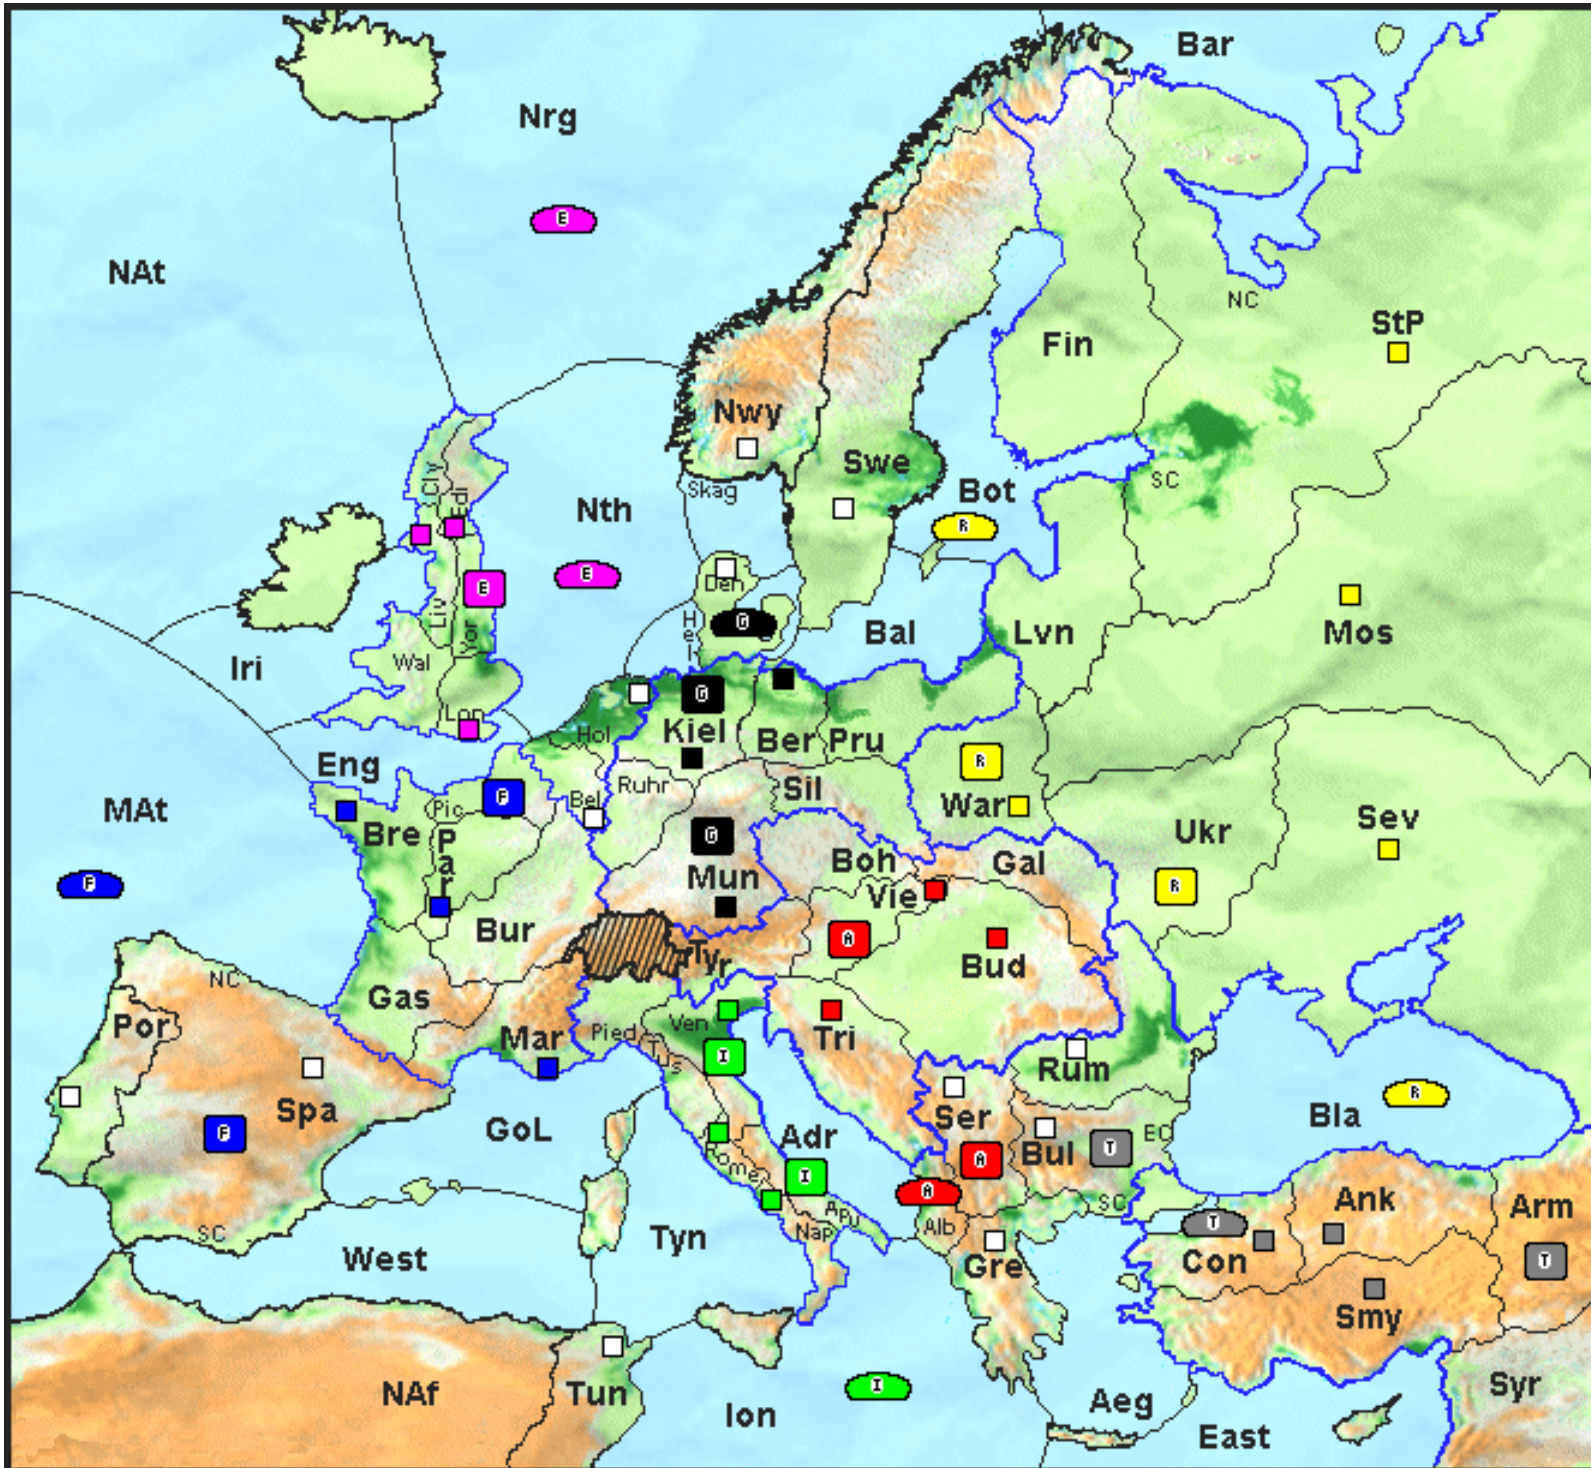 Bar
Nrg
E
NAt
NC
StP
Fin
Nwy
Swe
Cly
Edi
Skag
Bot
SC
R
Nth
E
E
Den
Mos
Liv
Yor
Hel
G
Bal
Lvn
Iri
Wal
G
Lon
Hol
Kiel
Ber
Pru
Eng
R
MAt
Pic
F
Bel
Ruhr
Sil
War
Bre
Par
G
Boh
Gal
Ukr
Sev
F
Mun
Vie
R
Bur
A
Bud
Tyr
NC
Gas
Por
Mar
Pied
Ven
Tri
Tus
I
Rum
Spa
Ser
R
Bla
F
GoL
Adr
Bul
T
EC
Rome
A
I
A
Ank
SC
Apu
SC
Arm
West
Tyn
Nap
Alb
T
Gre
Con
T
Smy
NAf
Tun
I
Ion
Aeg
Syr
East